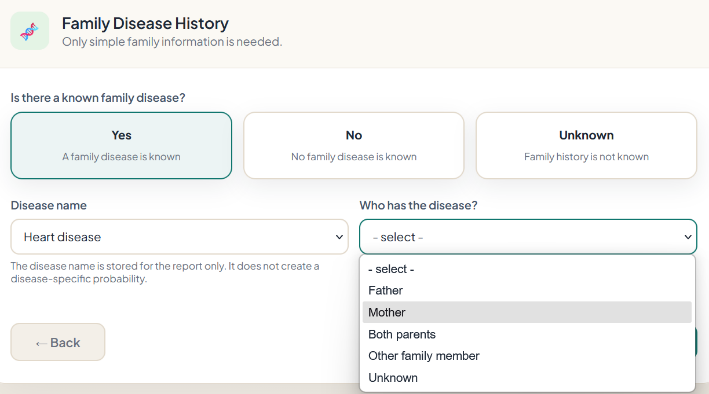 Family Disease History
Only simple family information is needed.
Is there a known family disease?
Yes
A family disease is known
No
No family disease is known
Unknown
Family history is not known
Disease name
Heart disease
The disease name is stored for the report only. It does not create a
disease-specific probability.
Who has the disease?
- select -
- select -
Father
Mother
Both parents
Other family member
Unknown
← Back